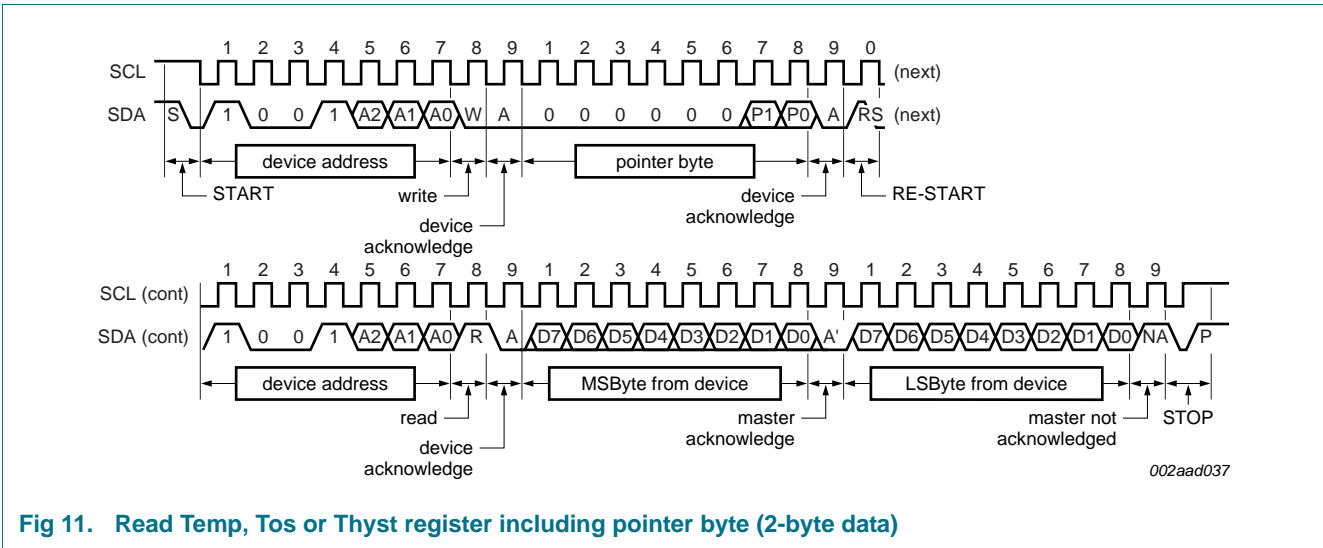 1 2 3 4 5 6 7 8 9 1 2 3 4 5 6 7 8 9 0
SCL (next)
SDA S 1 0 0 1 A2 A1 A0 W A 0 0 0 0 0 0 P1 P0 A RS (next)
device address pointer byte
START write device RE-START
acknowledge
device
acknowledge
1 2 3 4 5 6 7 8 9 1 2 3 4 5 6 7 8 9 1 2 3 4 5 6 7 8 9
SCL (cont)
SDA (cont) 1 0 0 1 A2 A1 A0 R A D7 D6 D5 D4 D3 D2 D1 D0 A' D7 D6 D5 D4 D3 D2 D1 D0 NA P
device address MSByte from device LSByte from device
read master master not STOP
acknowledge acknowledged
device
acknowledge
002aad037
Fig 11. Read Temp, Tos or Thyst register including pointer byte (2-byte data)